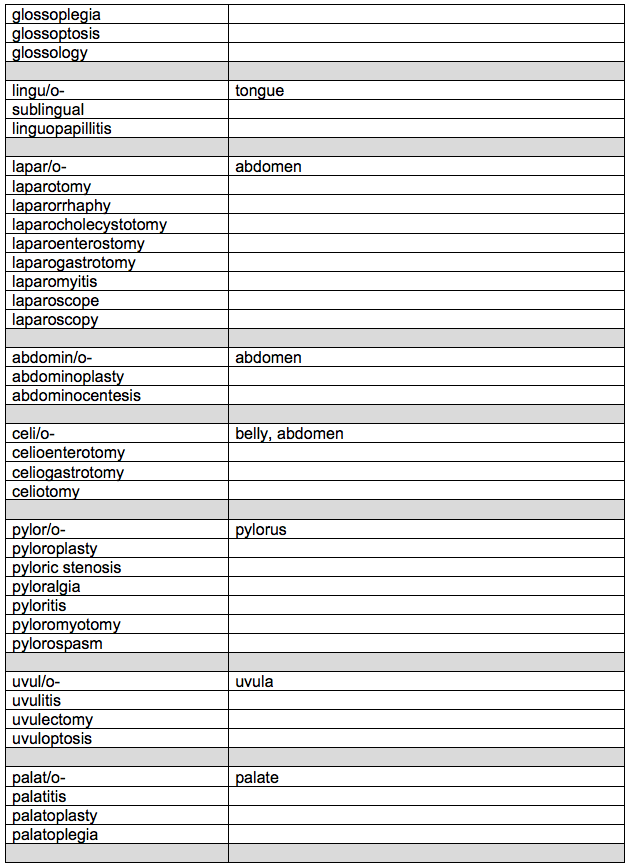 glossoplegia
glossoptosis
glossology
lingu/o- tongue
sublingual
linguopapillitis
lapar/o- abdomen
laparotomy
laparorrhaphy
laparocholecystotomy
laparoenterostomy
laparogastrotomy
laparomyitis
laparoscope
laparoscopy
abdomin/o- abdomen
abdominoplasty
abdominocentesis
celi/o- belly, abdomen
celioenterotomy
celiogastrotomy
celiotomy
pylor/o- pylorus
pyloroplasty
pyloric stenosis
pyloralgia
pyloritis
pyloromyotomy
pylorospasm
uvul/o- uvula
uvulitis
uvulectomy
uvuloptosis
palat/o- palate
palatitis
palatoplasty
palatoplegia